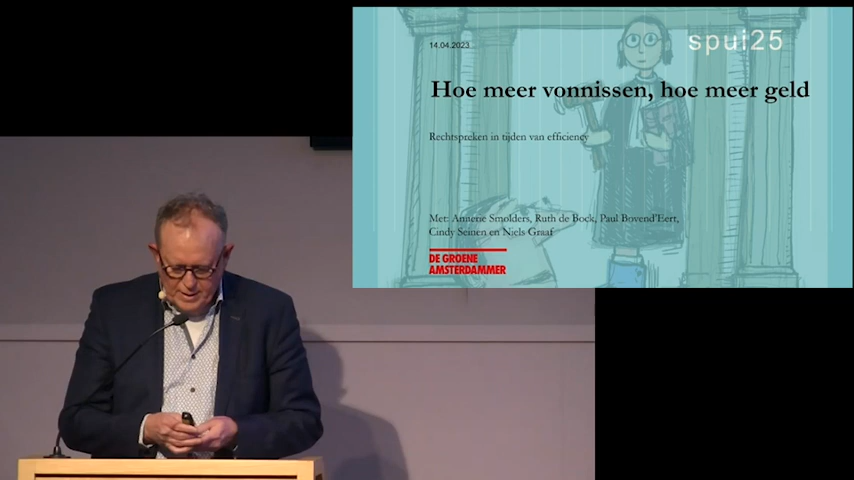 spui25
14.04.2023
Hoe meer vonnissen, hoe meer geld
Rechtspreken in tijden van efficiency
Met: Annerie Smolders, Ruth de Bock, Paul Bovend'Eert,
Cindy Seinen en Niels Graaf
DE GROENE
AMSTERDAMMER